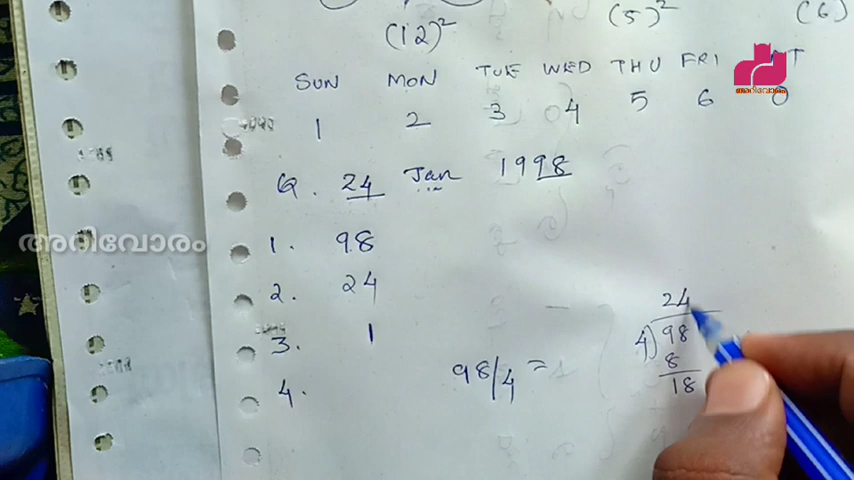 (12)² (5)² (6)
SUN MON TUE WED THU FRI
1 2 3 4 5 6 0
Q. 24 Jan 1998
അറിവോരം
അറിവോരം
1. 98
2. 24
3. 1
4.
98/4 =
24
4)98
8
18